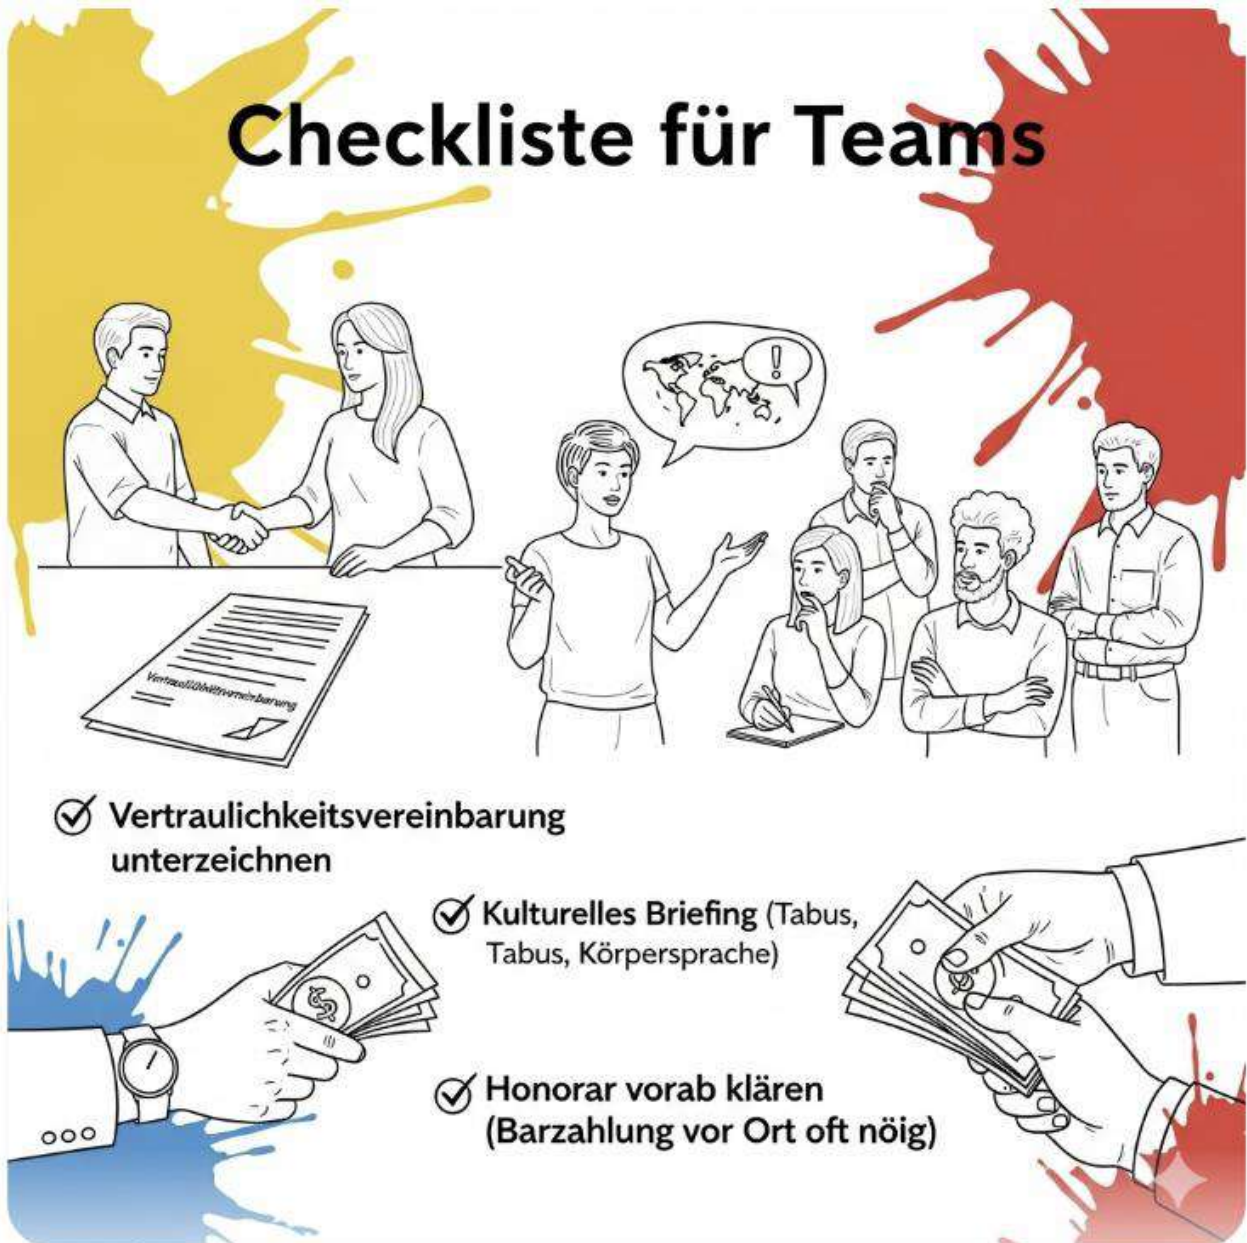 Checkliste für Teams
!
Vertraulichkeitsvereinbarung
✓ Vertraulichkeitsvereinbarung
unterzeichnen
✓ Kulturelles Briefing (Tabus,
Tabus, Körpersprache)
$
✓ Honorar vorab klären
(Barzahlung vor Ort oft nöig)